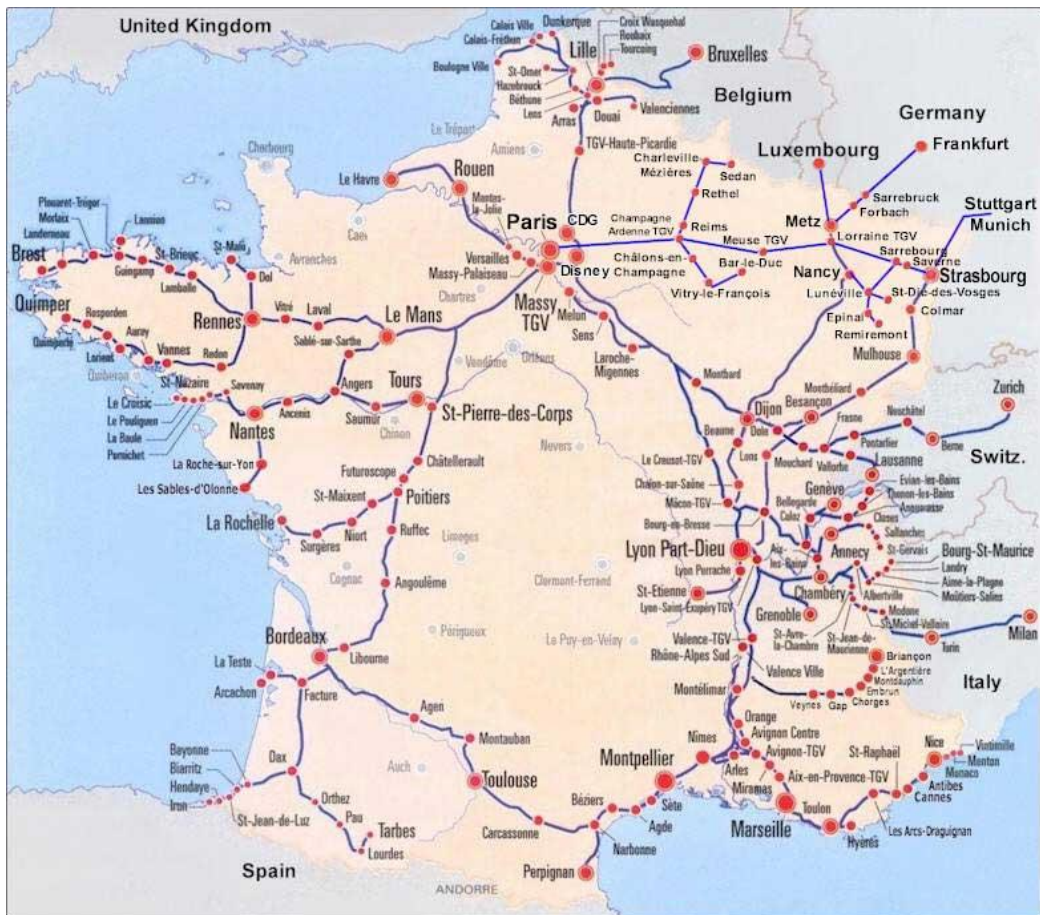 United Kingdom
Calais Ville
Dunkerque
Croix Wasquehal
Roubaix
Tourcoing
Calais-Fréthun
Lille
Bruxelles
Boulogne Ville
St-Omer
Hazebrouck
Béthune
Lens
Belgium
Valenciennes
Arras
Douai
Germany
Le Tréport
Amiens
TGV-Haute-Picardie
Charleville
Mézières
Sedan
Luxembourg
Frankfurt
Cherbourg
Le Havre
Rouen
Rethel
Sarrebruck
Forbach
Stuttgart
Munich
Mantes-
la-Jolie
Paris
CDG
Champagne
Ardenne TGV
Reims
Metz
Lorraine TGV
Plouaret-Trégor
Morlaix
Landerneau
Lannion
Caen
Meuse TGV
Sarrebourg
Saverne
Brest
St-Brieuc
St-Malo
Avranches
Versailles
Massy-Palaiseau
Disney
Châlons-en-
Champagne
Bar-le-Duc
Nancy
Strasbourg
Guingamp
Lamballe
Dol
Chartres
Massy
TGV
Vitry-le-François
Lunéville
St-Dié-des-Vosges
Quimper
Rosporden
Rennes
Vitré
Laval
Le Mans
Melun
Epinal
Colmar
Remiremont
Quimperlé
Lorient
Auray
Vannes
Redon
Sablé-sur-Sarthe
Sens
Mulhouse
Quiberon
St-Nazaire
Savenay
Vendôme
Orléans
Laroche-
Migennes
Montbard
Montbéliard
Zurich
Le Croisic
Le Pouliguen
La Baule
Pornichet
Angers
Tours
Besançon
Nantes
Ancenis
Saumur
Chinon
St-Pierre-des-Corps
Dijon
Dole
Frasne
Neuchâtel
Nevers
Beaune
Pontarlier
Berne
La Roche-sur-Yon
Châtellerault
Le Creusot-TGV
Lons
Mouchard
Vallorbe
Lausanne
Switz.
Les Sables-d'Olonne
Futuroscope
Chalon-sur-Saône
Evian-les-Bains
Thonon-les-Bains
Annemasse
St-Maixent
Poitiers
Mâcon-TGV
Bellegarde
Genève
La Rochelle
Ruffec
Bourg-en-Bresse
Culoz
Cluses
Surgères
Niort
Limoges
Sallanches
Lyon Part-Dieu
Aix-
les-Bains
Annecy
St-Gervais
Bourg-St-Maurice
Cognac
Angoulême
Clermont-Ferrand
Lyon Perrache
Landry
Aime-la-Plagne
St-Etienne
Chambéry
Albertville
Moûtiers-Salins
Lyon-Saint-Exupéry TGV
Grenoble
Modane
Périgueux
Le Puy-en-Velay
St-Michel-Valloire
Milan
Bordeaux
Valence-TGV
Rhône-Alpes Sud
St-Avre-
la-Chambre
St-Jean-de-
Maurienne
Turin
Libourne
Briançon
La Teste
Valence Ville
L'Argentière
Montdauphin
Embrun
Chorges
Gap
Veynes
Italy
Arcachon
Facture
Montélimar
Agen
Orange
Montauban
Nîmes
Avignon Centre
Avignon-TGV
St-Raphaël
Nice
Vintimille
Menton
Monaco
Bayonne
Biarritz
Hendaye
Irun
Dax
Auch
Toulouse
Montpellier
Arles
Miramas
Aix-en-Provence-TGV
Antibes
Cannes
Béziers
Sète
Agde
Orthez
Pau
Toulon
St-Jean-de-Luz
Tarbes
Carcassonne
Marseille
Les Arcs-Draguignan
Hyères
Lourdes
Narbonne
Spain
Perpignan
ANDORRE